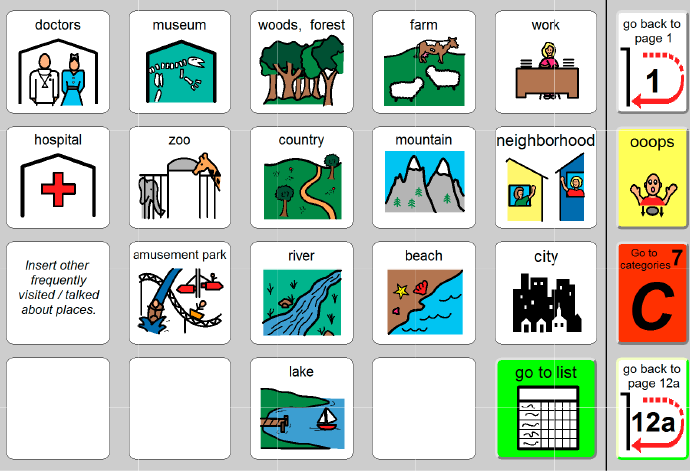 doctors
museum
woods, forest
farm
work
go back to
page 1
1
hospital
zoo
country
mountain
neighborhood
ooops
Insert other
frequently
visited / talked
about places.
amusement park
river
beach
city
Go to
categories 7
C
lake
go to list
go back to
page 12a
12a